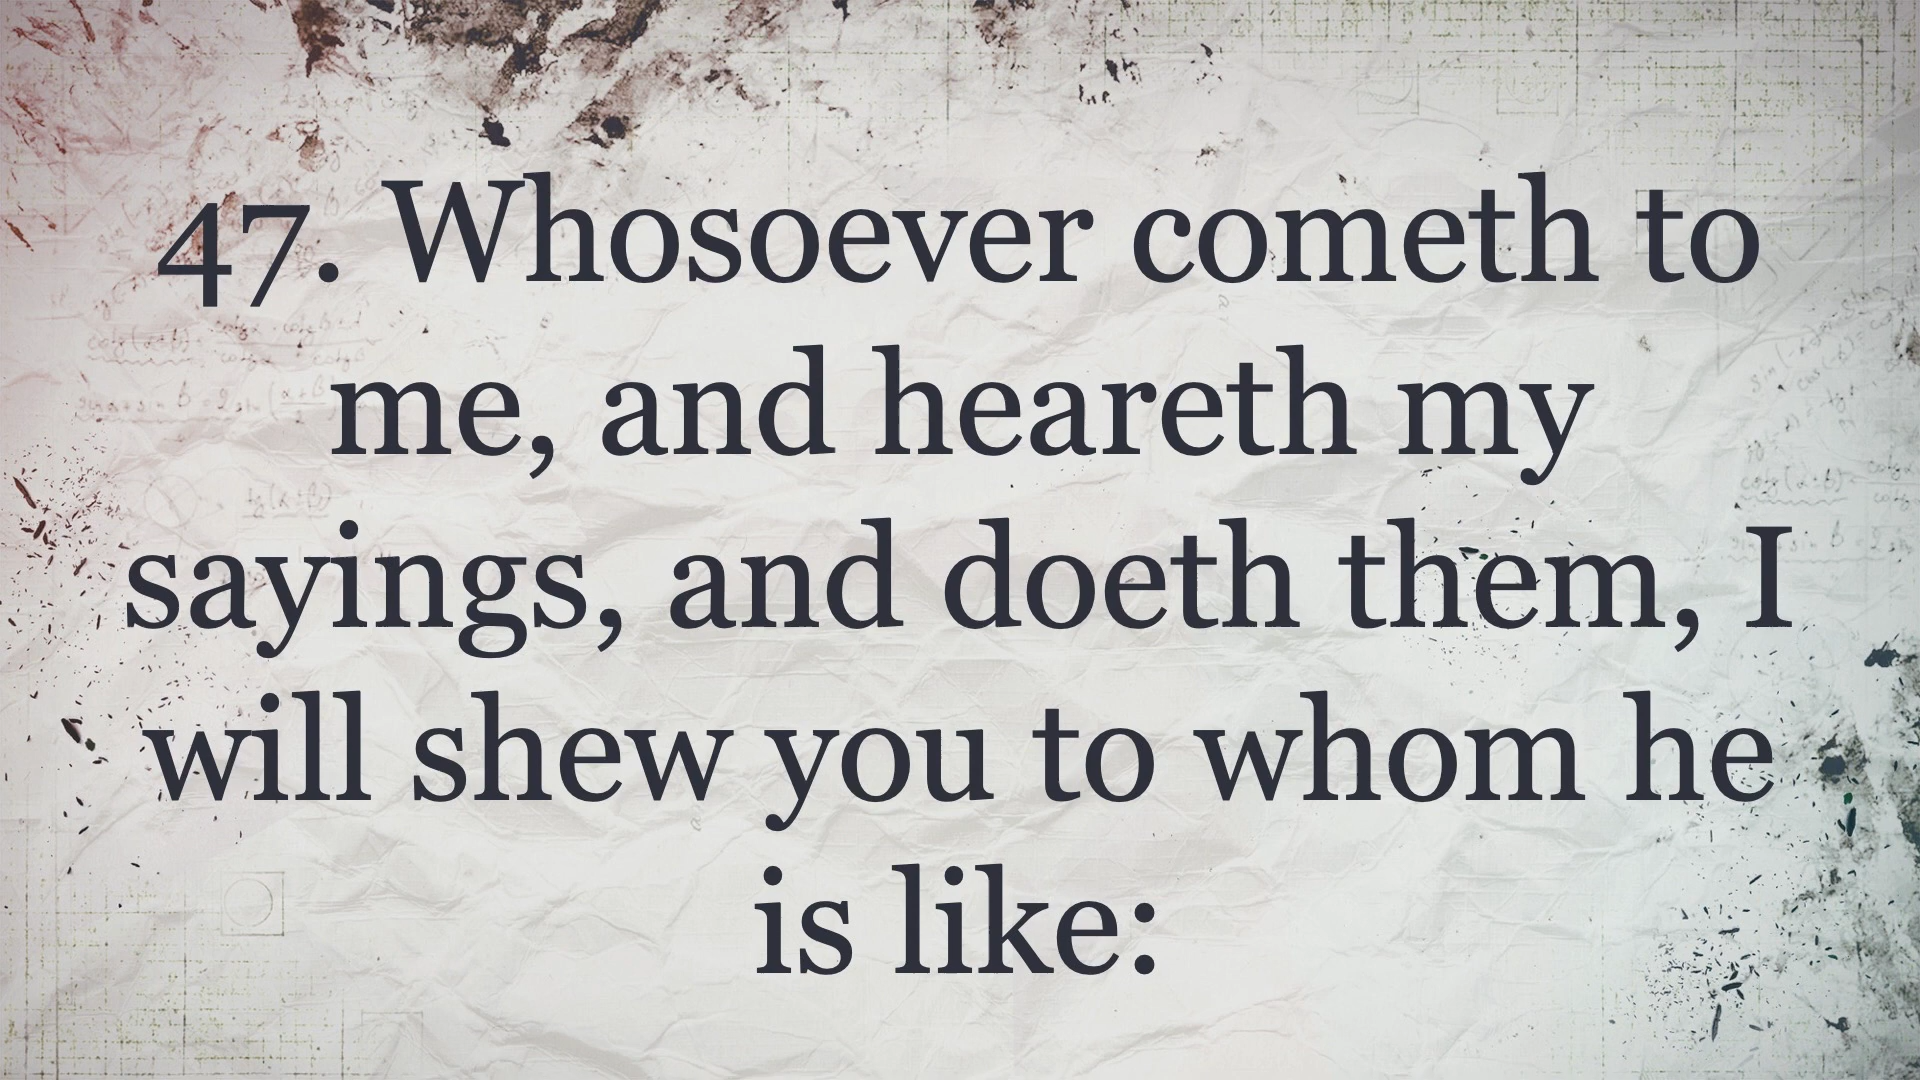 47. Whosoever cometh to
me, and heareth my
sayings, and doeth them, I
will shew you to whom he
is like: